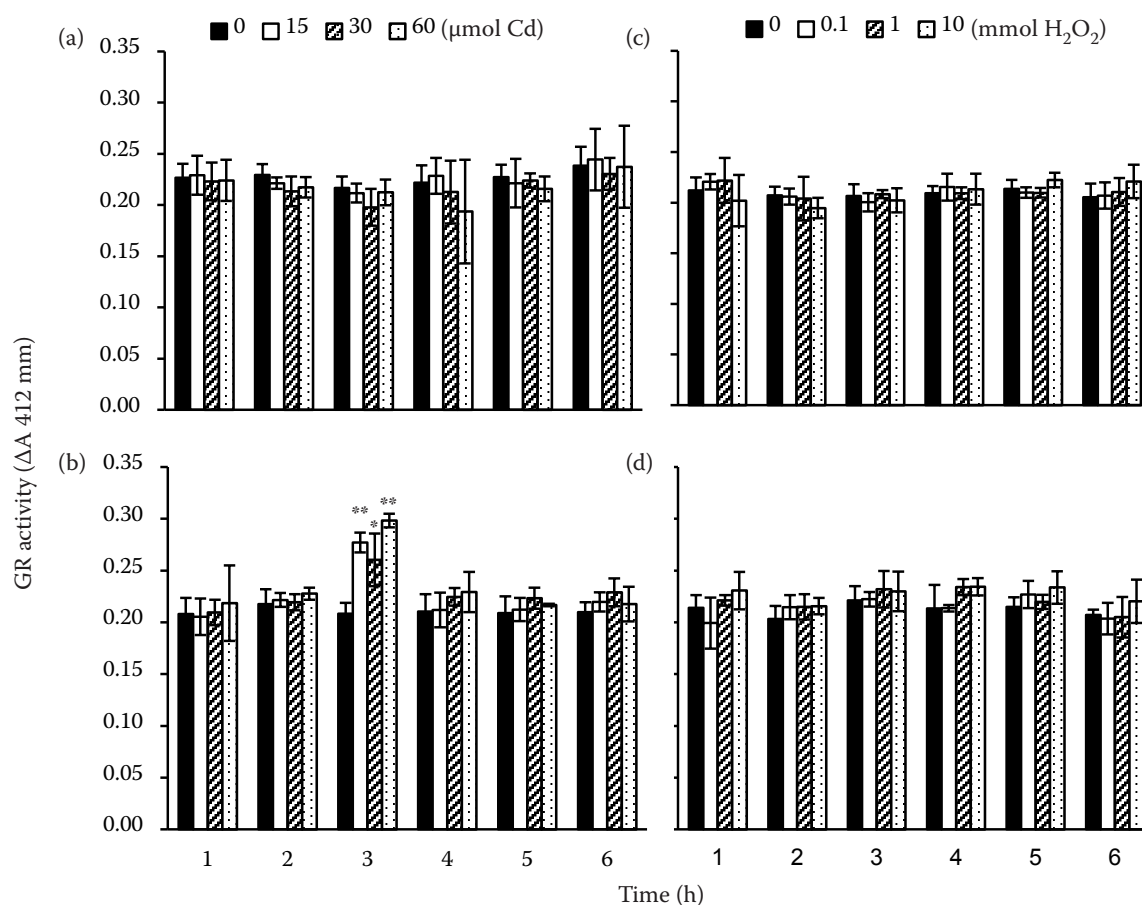 (a) 0 15 30 60 (μmol Cd)
0.35
0.30
0.25
0.20
0.15
0.10
0.05
0.00
(c) 0 0.1 1 10 (mmol H₂O₂)
(b) 0.35
0.30
** * **
0.25
0.20
0.15
0.10
0.05
0.00
1 2 3 4 5 6
(d)
1 2 3 4 5 6
GR activity (ΔA 412 mm)
Time (h)